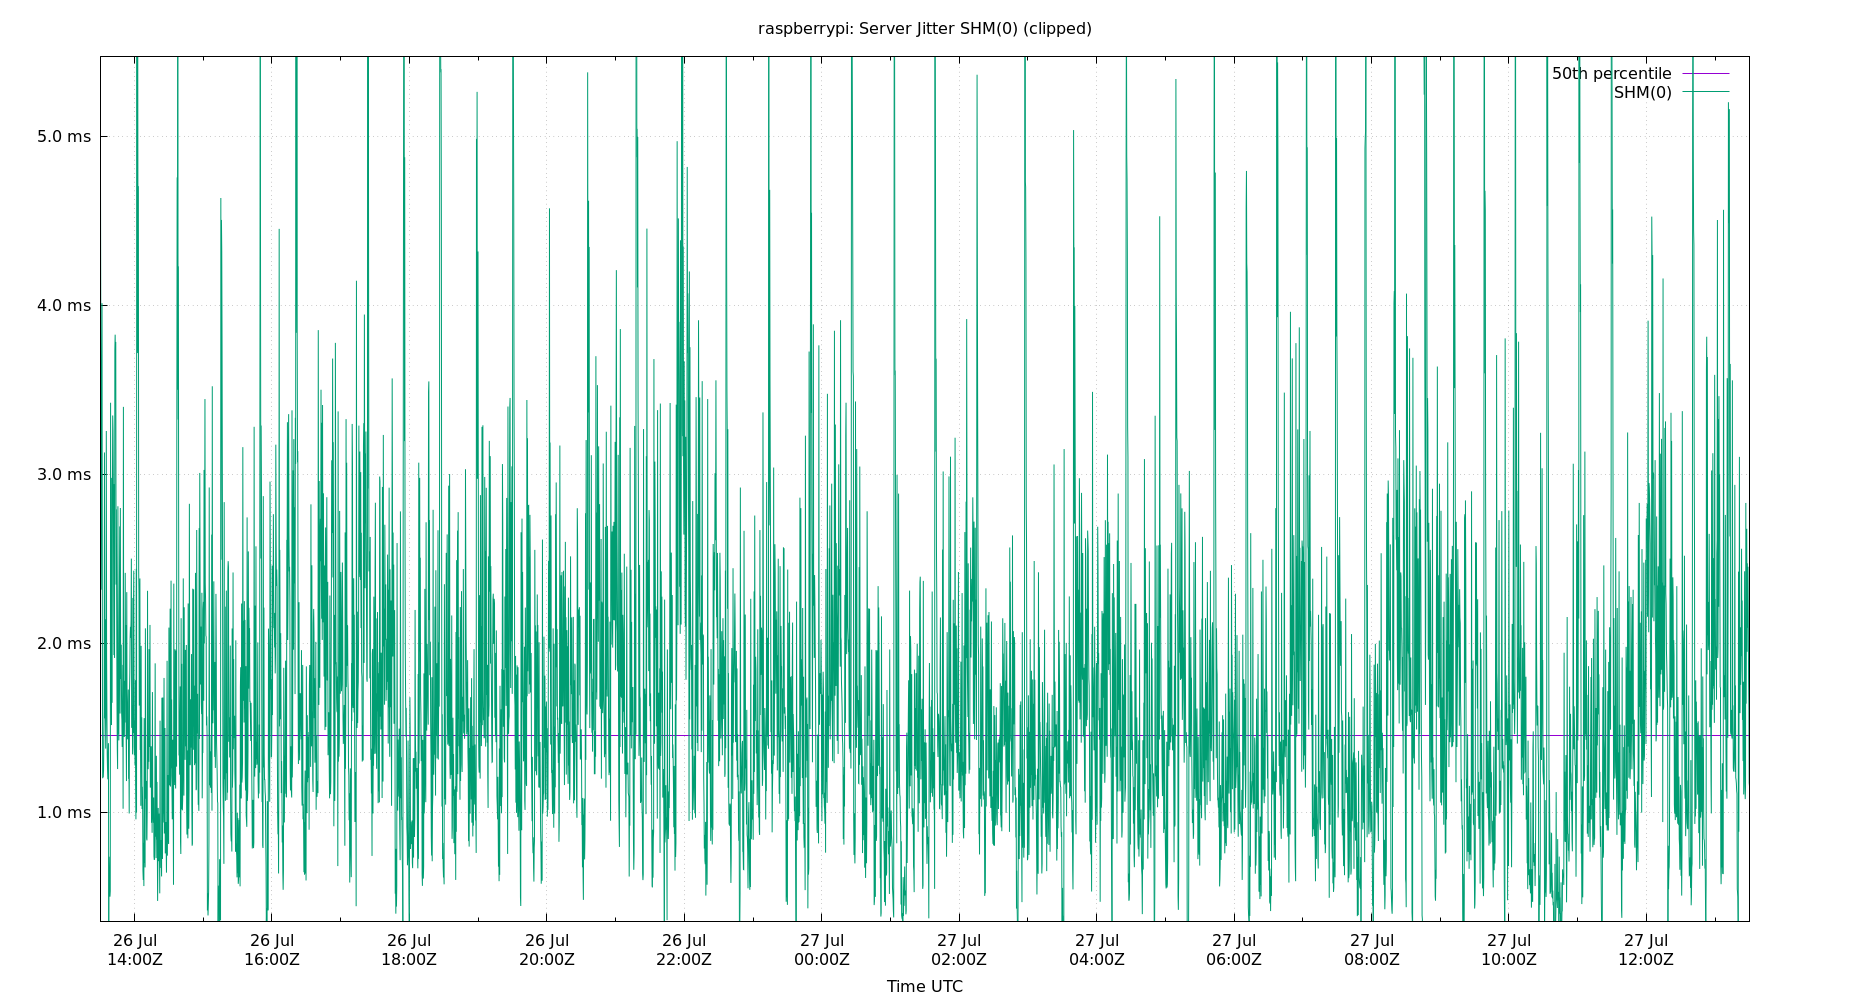 raspberrypi: Server Jitter SHM(0) (clipped)
50th percentile
SHM(0)
5.0 ms
4.0 ms
3.0 ms
2.0 ms
1.0 ms
26 Jul 26 Jul 26 Jul 26 Jul 26 Jul 27 Jul 27 Jul 27 Jul 27 Jul 27 Jul 27 Jul 27 Jul
14:00Z 16:00Z 18:00Z 20:00Z 22:00Z 00:00Z 02:00Z 04:00Z 06:00Z 08:00Z 10:00Z 12:00Z
Time UTC